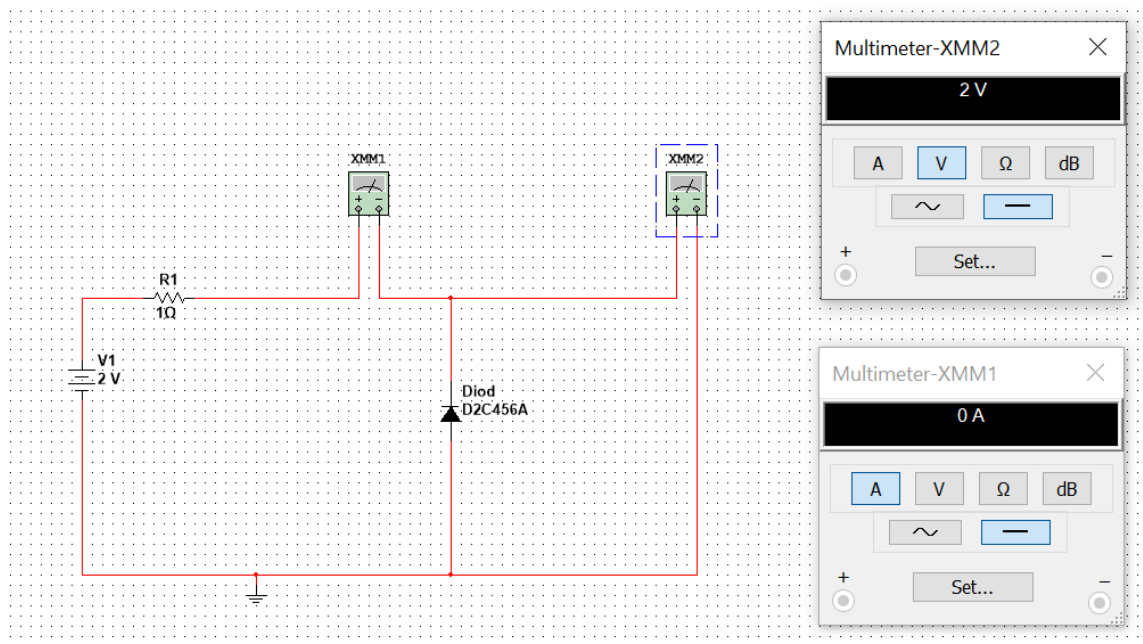 XMM1
XMM2
R1
1Ω
V1
2 V
Diod
D2C456A
Multimeter-XMM2
2 V
A V Ω dB
+ −
Set...
Multimeter-XMM1
0 A
A V Ω dB
+ −
Set...